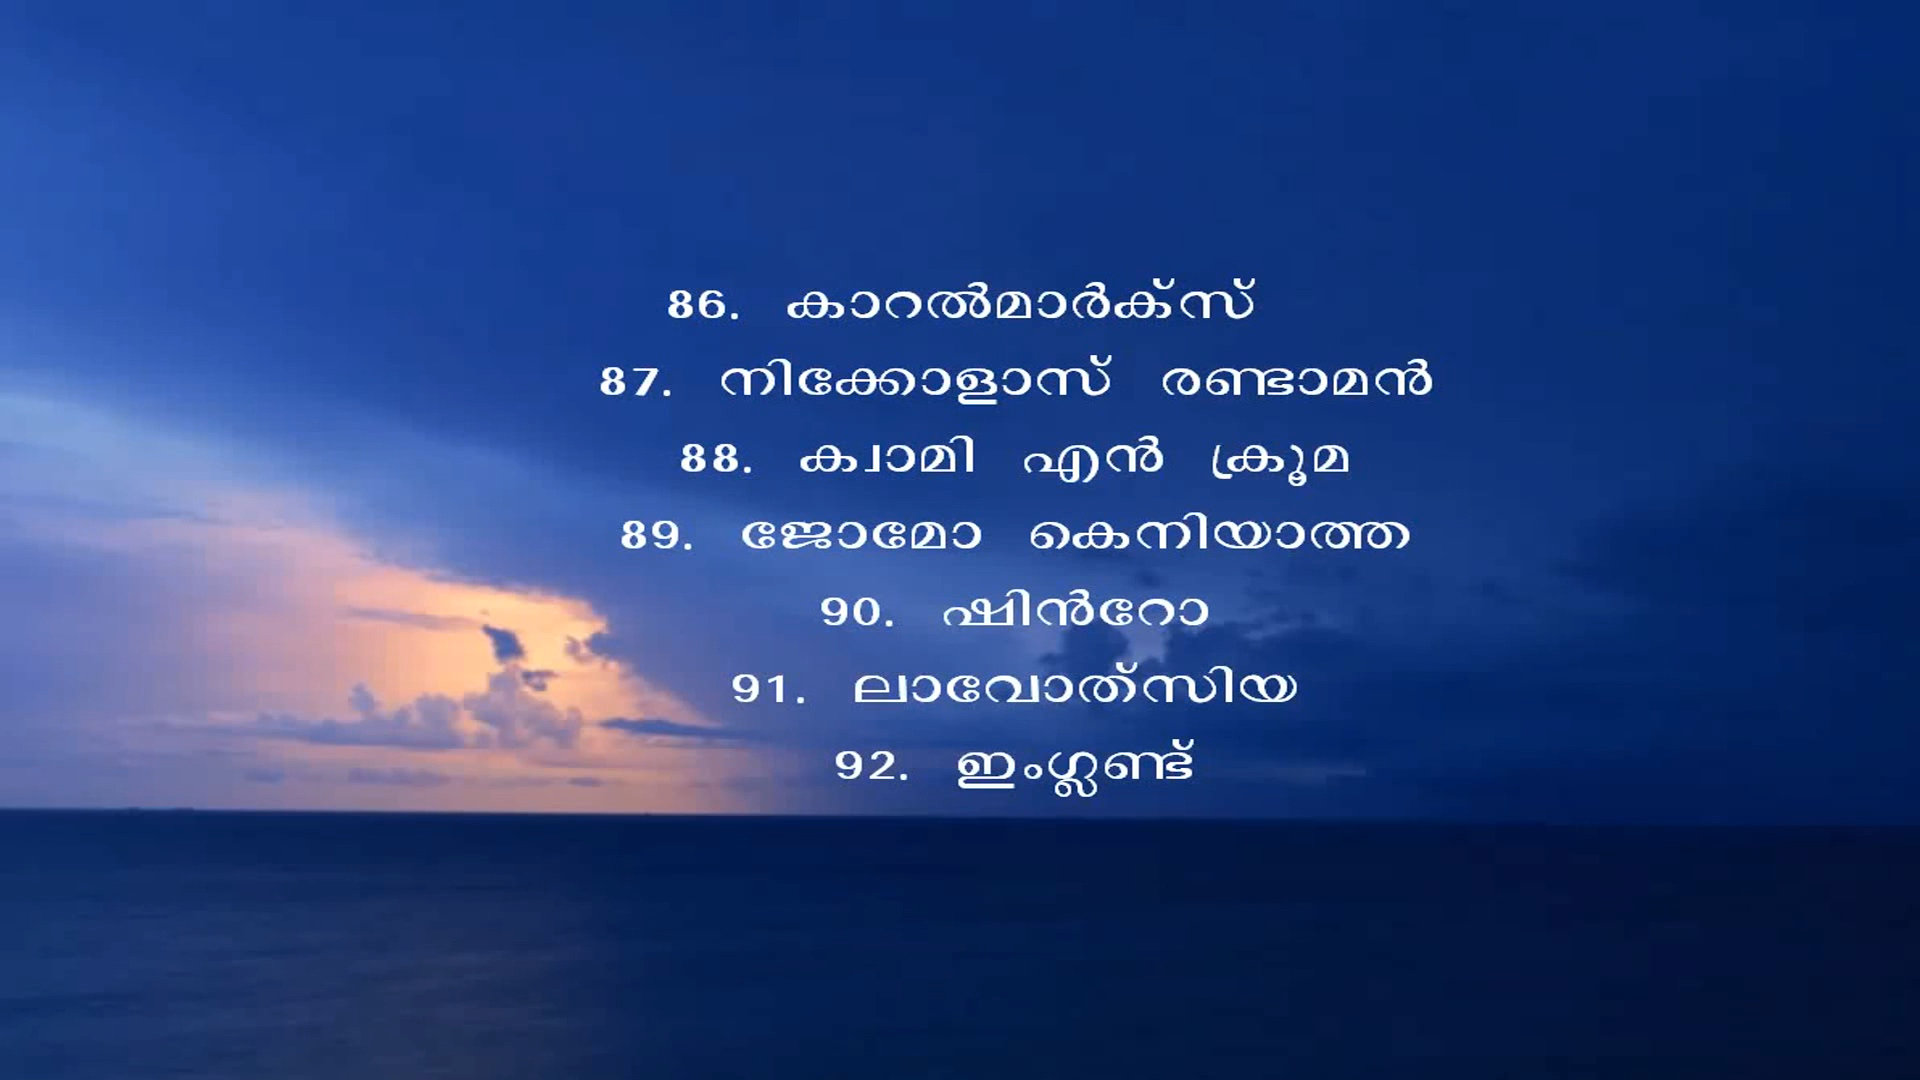 86. കാറൽമാർക്സ്
87. നിക്കോളാസ് രണ്ടാമൻ
88. ക്വാമി എൻ ക്രൂമ
89. ജോമോ കെനിയാത്ത
90. ഷിൻറോ
91. ലാവോത്സിയ
92. ഇംഗ്ലണ്ട്